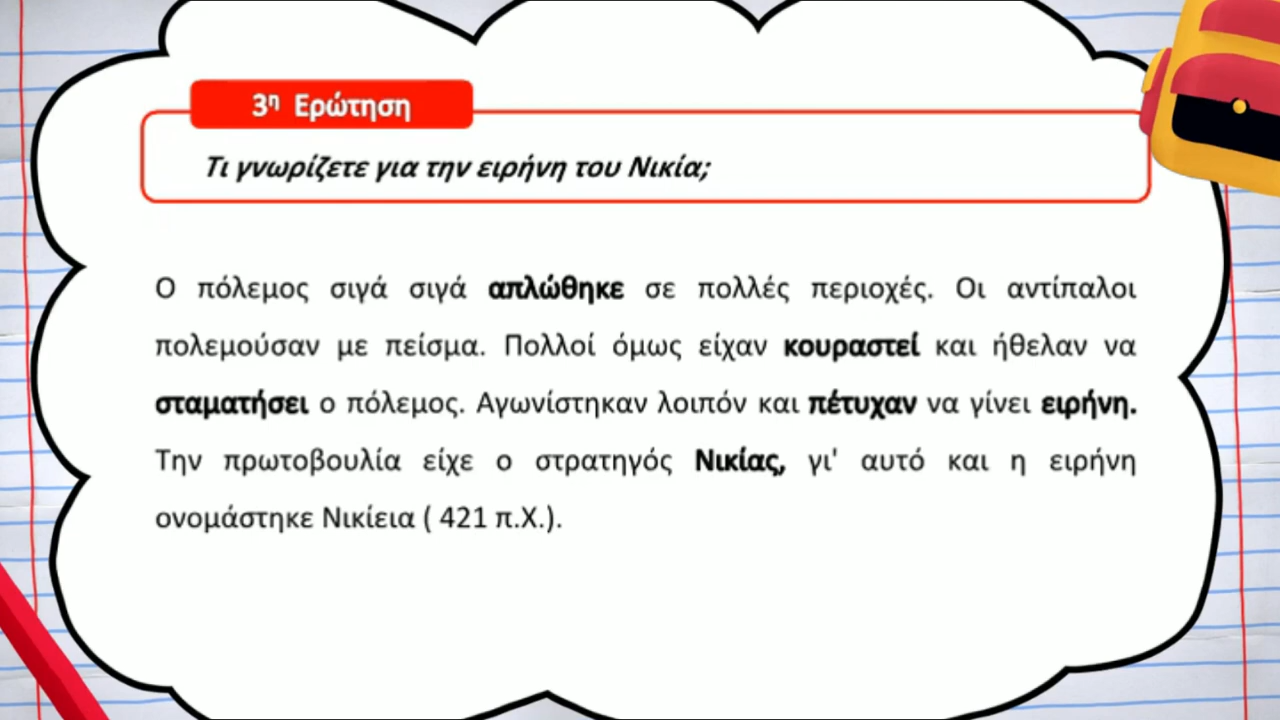 3η Ερώτηση
Τι γνωρίζετε για την ειρήνη του Νικία;
Ο πόλεμος σιγά σιγά απλώθηκε σε πολλές περιοχές. Οι αντίπαλοι
πολεμούσαν με πείσμα. Πολλοί όμως είχαν κουραστεί και ήθελαν να
σταματήσει ο πόλεμος. Αγωνίστηκαν λοιπόν και πέτυχαν να γίνει ειρήνη.
Την πρωτοβουλία είχε ο στρατηγός Νικίας, γι' αυτό και η ειρήνη
ονομάστηκε Νικίεια ( 421 π.Χ.).